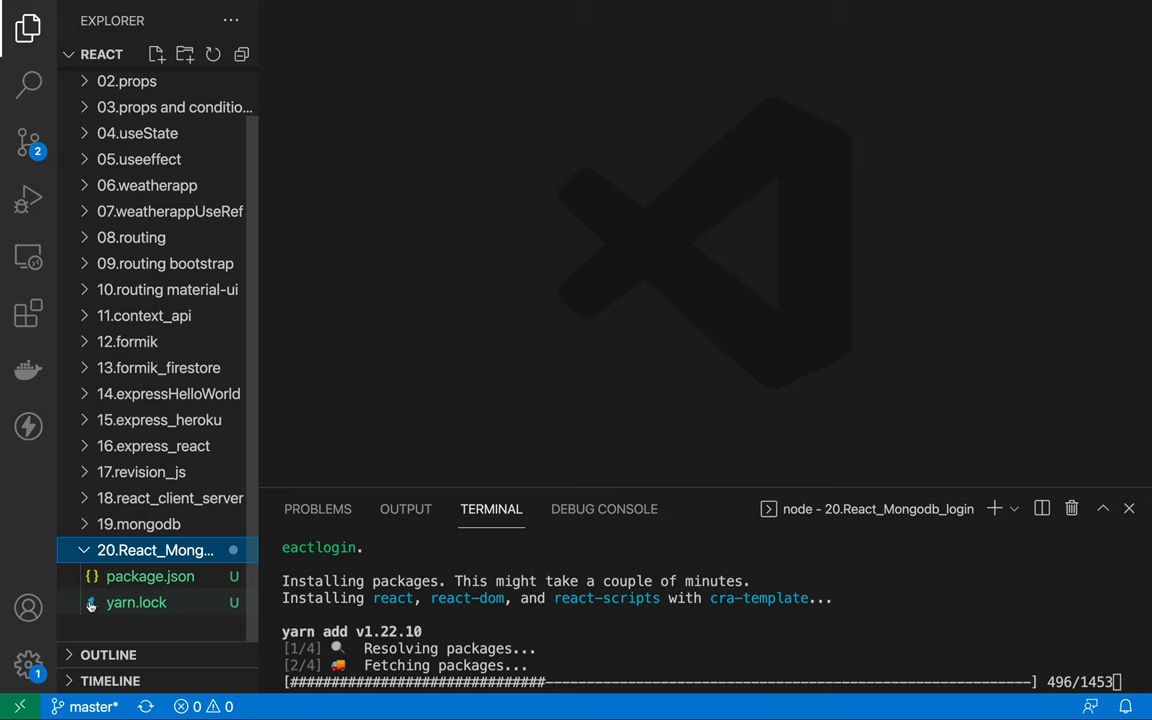 EXPLORER
REACT
02.props
03.props and conditio...
04.useState
05.useeffect
06.weatherapp
07.weatherappUseRef
08.routing
09.routing bootstrap
10.routing material-ui
11.context_api
12.formik
13.formik_firestore
14.expressHelloWorld
15.express_heroku
16.express_react
17.revision_js
18.react_client_server
19.mongodb
20.React_Mong...
{} package.json U
yarn.lock U
OUTLINE
TIMELINE
2
1
PROBLEMS OUTPUT TERMINAL DEBUG CONSOLE node - 20.React_Mongodb_login
eactlogin.
Installing packages. This might take a couple of minutes.
Installing react, react-dom, and react-scripts with cra-template...
yarn add v1.22.10
[1/4] 🔍 Resolving packages...
[2/4] 🚚 Fetching packages...
[##############################---------------------------------------------------------] 496/1453
master* 0 0